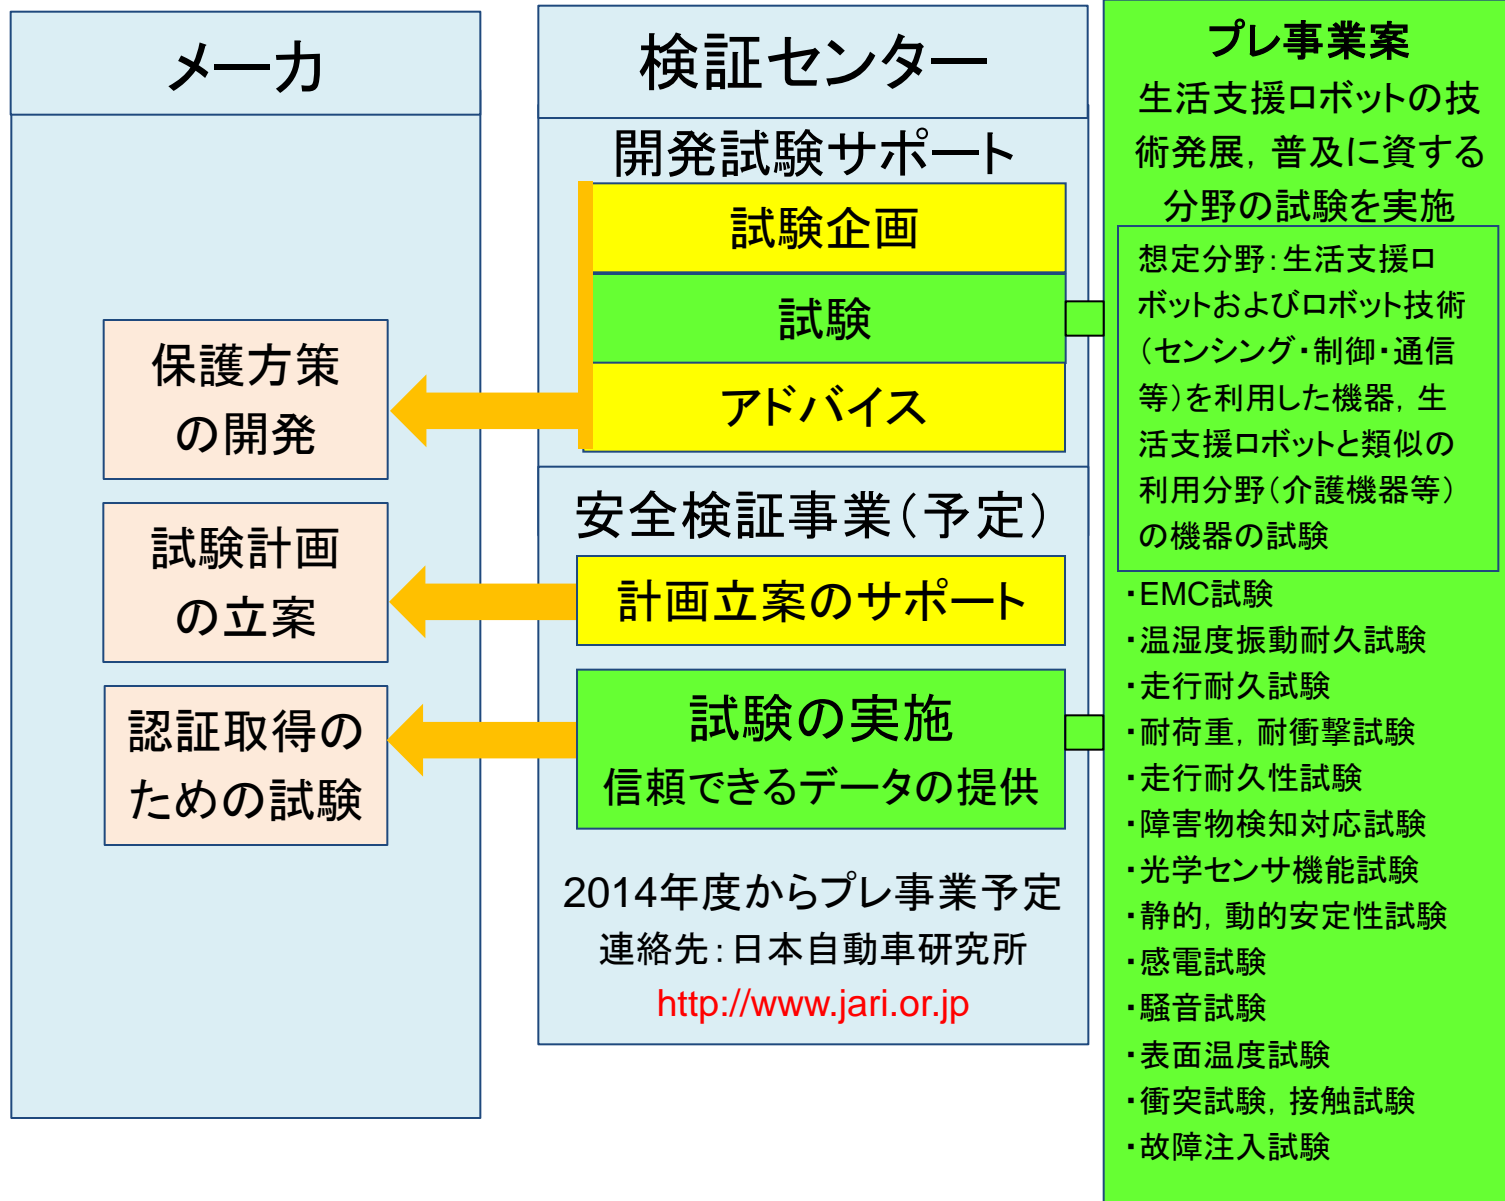 メーカ
保護方策
の開発
試験計画
の立案
認証取得の
ための試験
検証センター
開発試験サポート
試験企画
試験
アドバイス
安全検証事業（予定）
計画立案のサポート
試験の実施
信頼できるデータの提供
2014年度からプレ事業予定
連絡先：日本自動車研究所
http://www.jari.or.jp
プレ事業案
生活支援ロボットの技
術発展，普及に資する
分野の試験を実施
想定分野：生活支援ロ
ボットおよびロボット技術
（センシング・制御・通信
等）を利用した機器，生
活支援ロボットと類似の
利用分野（介護機器等）
の機器の試験
・EMC試験
・温湿度振動耐久試験
・走行耐久試験
・耐荷重，耐衝撃試験
・走行耐久性試験
・障害物検知対応試験
・光学センサ機能試験
・静的，動的安定性試験
・感電試験
・騒音試験
・表面温度試験
・衝突試験，接触試験
・故障注入試験